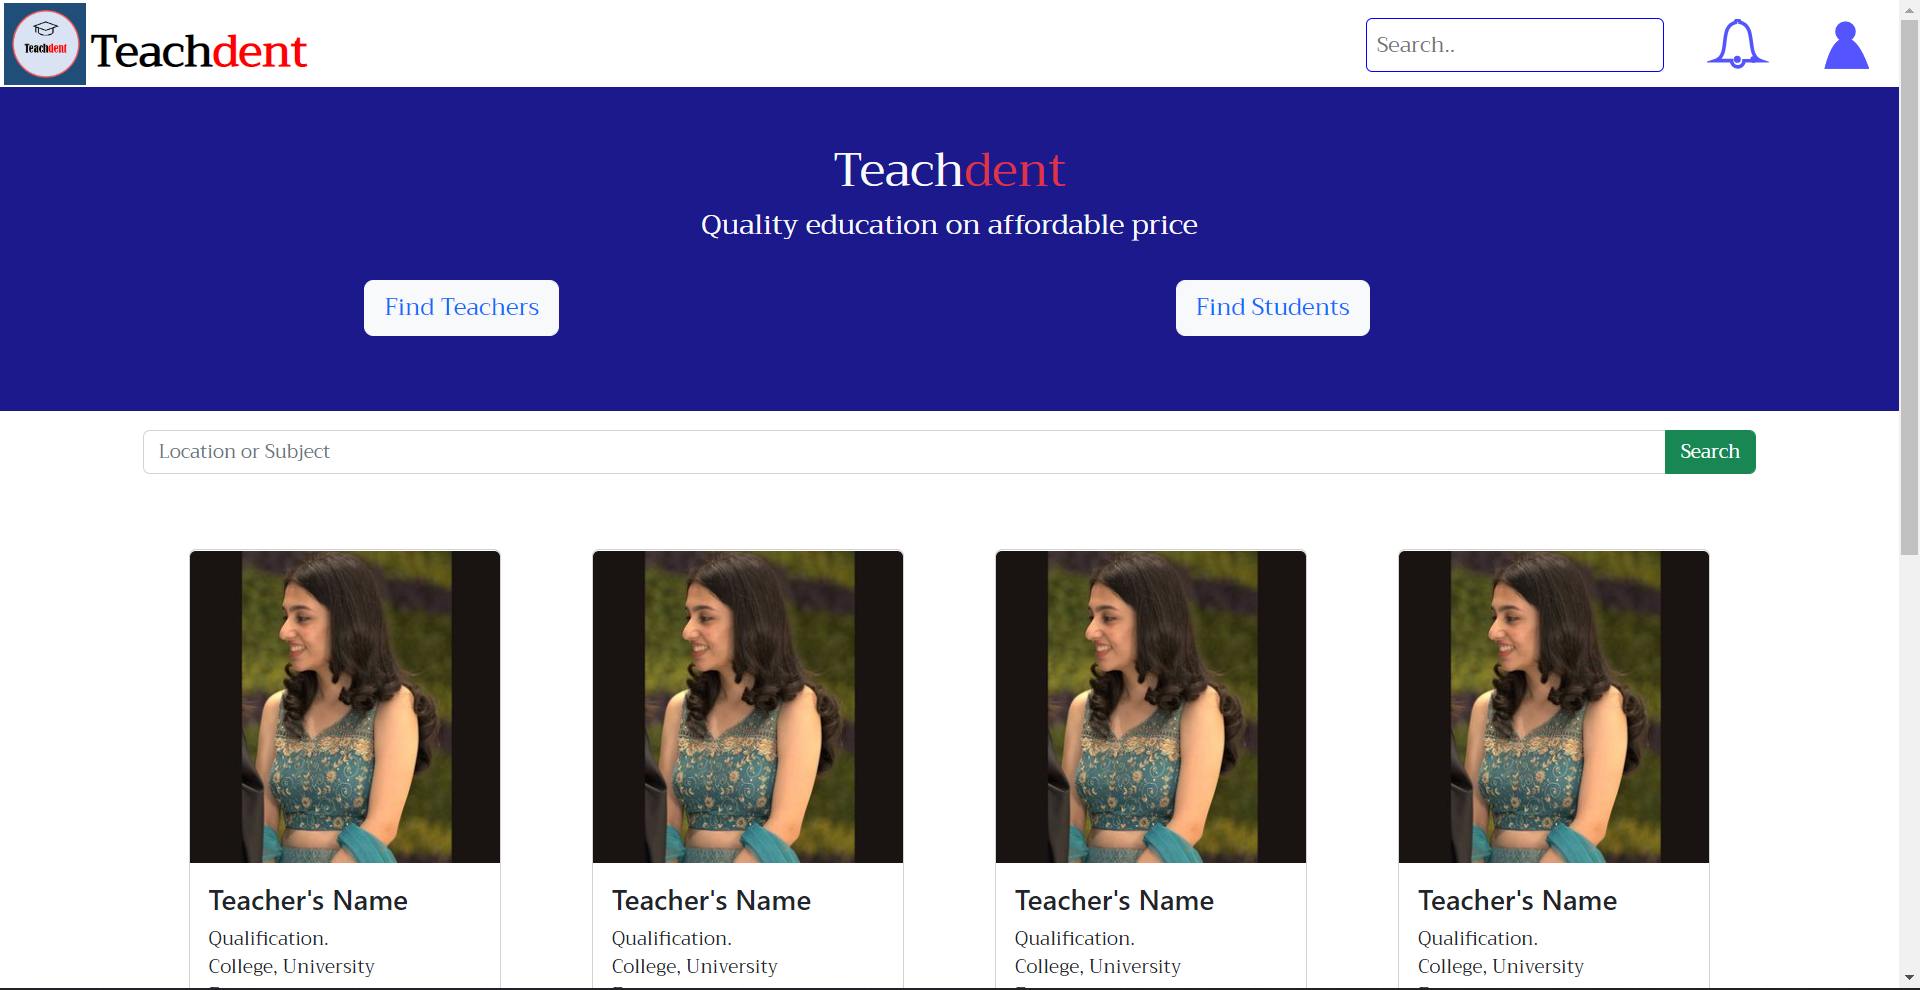 Teachdent
Teachdent
Search..
Teachdent
Quality education on affordable price
Find Teachers
Find Students
Location or Subject
Search
Teacher's Name
Qualification.
College, University
Teacher's Name
Qualification.
College, University
Teacher's Name
Qualification.
College, University
Teacher's Name
Qualification.
College, University